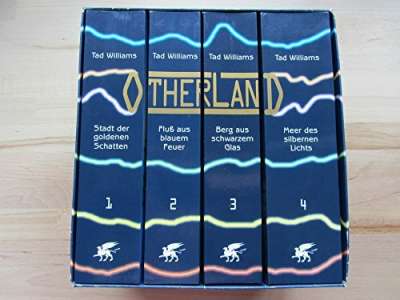 Tad Williams
Tad Williams
Tad Williams
Tad Williams
OTHERLAND
Stadt der
goldenen
Schatten
Fluß aus
blauem
Feuer
Berg aus
schwarzem
Glas
Meer des
silbernen
Lichts
1
2
3
4